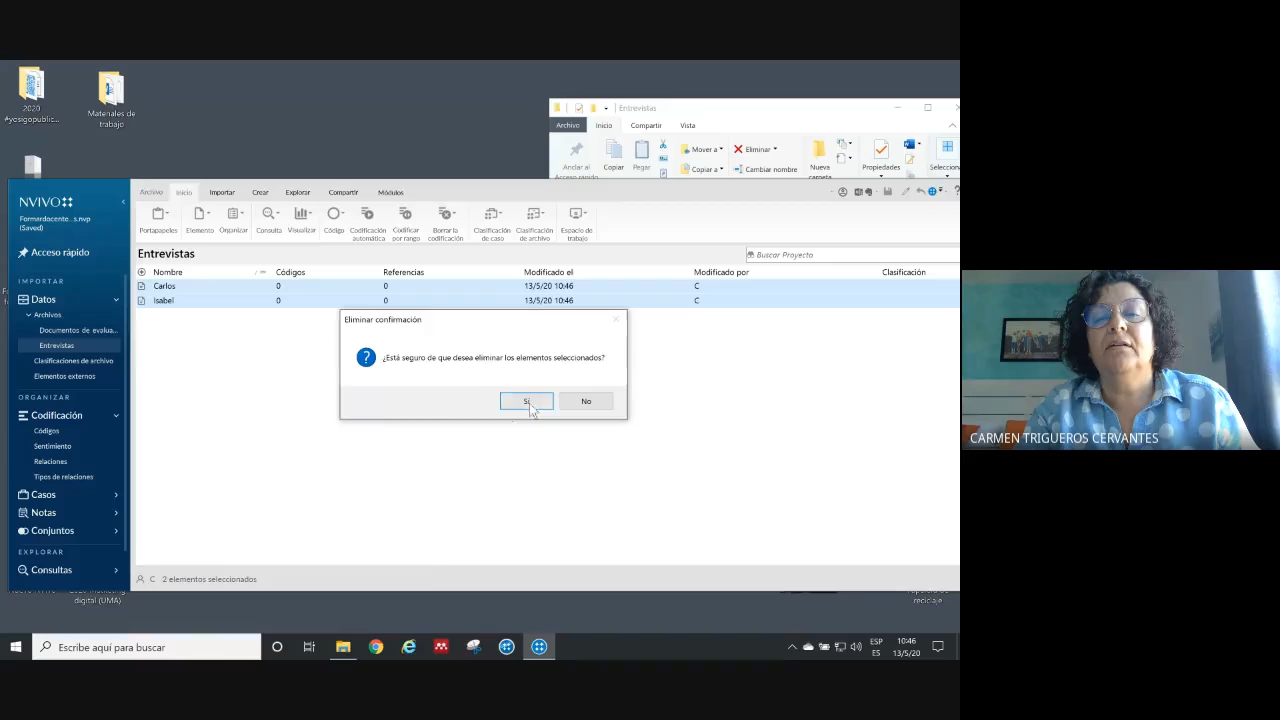 2020
#yosigopublic...
Materiales de
trabajo
Entrevistas
Archivo
Inicio
Compartir
Vista
Anclar al
Acceso rápido
Copiar
Pegar
Mover a
Copiar a
Eliminar
Cambiar nombre
Nueva
carpeta
Propiedades
Selecciona
NVIVO
Formardocente...s.nvp
(Saved)
Acceso rápido
IMPORTAR
Datos
Archivos
Documentos de evalua...
Entrevistas
Clasificaciones de archivo
Elementos externos
ORGANIZAR
Codificación
Códigos
Sentimiento
Relaciones
Tipos de relaciones
Casos
Notas
Conjuntos
EXPLORAR
Consultas
Archivo Inicio Importar Crear Explorar Compartir Módulos
Portapapeles
Elemento
Organizar
Consulta
Visualizar
Código
Codificación
automática
Codificar
por rango
Borrar la
codificación
Clasificación
de caso
Clasificación
de archivo
Espacio de
trabajo
Entrevistas
Buscar Proyecto
Nombre Códigos Referencias Modificado el Modificado por Clasificación
Carlos 0 0 13/5/20 10:46 C
Isabel 0 0 13/5/20 10:46 C
Eliminar confirmación
¿Está seguro de que desea eliminar los elementos seleccionados?
Sí
No
C 2 elementos seleccionados
digital (UMA)
reciclaje
Escribe aquí para buscar
ESP
ES
10:46
13/5/20
CARMEN TRIGUEROS CERVANTES